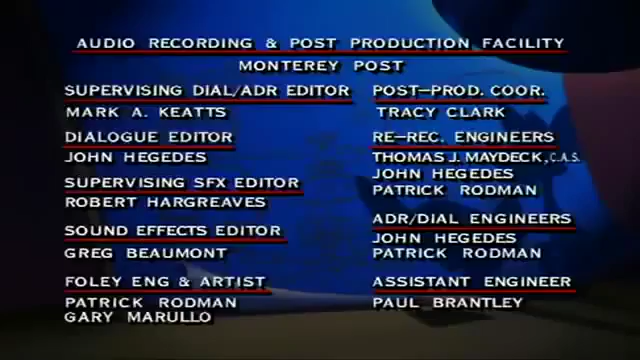 AUDIO RECORDING & POST PRODUCTION FACILITY
MONTEREY POST
SUPERVISING DIAL/ADR EDITOR
MARK A. KEATTS
DIALOGUE EDITOR
JOHN HEGEDES
SUPERVISING SFX EDITOR
ROBERT HARGREAVES
SOUND EFFECTS EDITOR
GREG BEAUMONT
FOLEY ENG & ARTIST
PATRICK RODMAN
GARY MARULLO
POST-PROD. COOR.
TRACY CLARK
RE-REC. ENGINEERS
THOMAS J. MAYDECK, C.A.S.
JOHN HEGEDES
PATRICK RODMAN
ADR/DIAL ENGINEERS
JOHN HEGEDES
PATRICK RODMAN
ASSISTANT ENGINEER
PAUL BRANTLEY